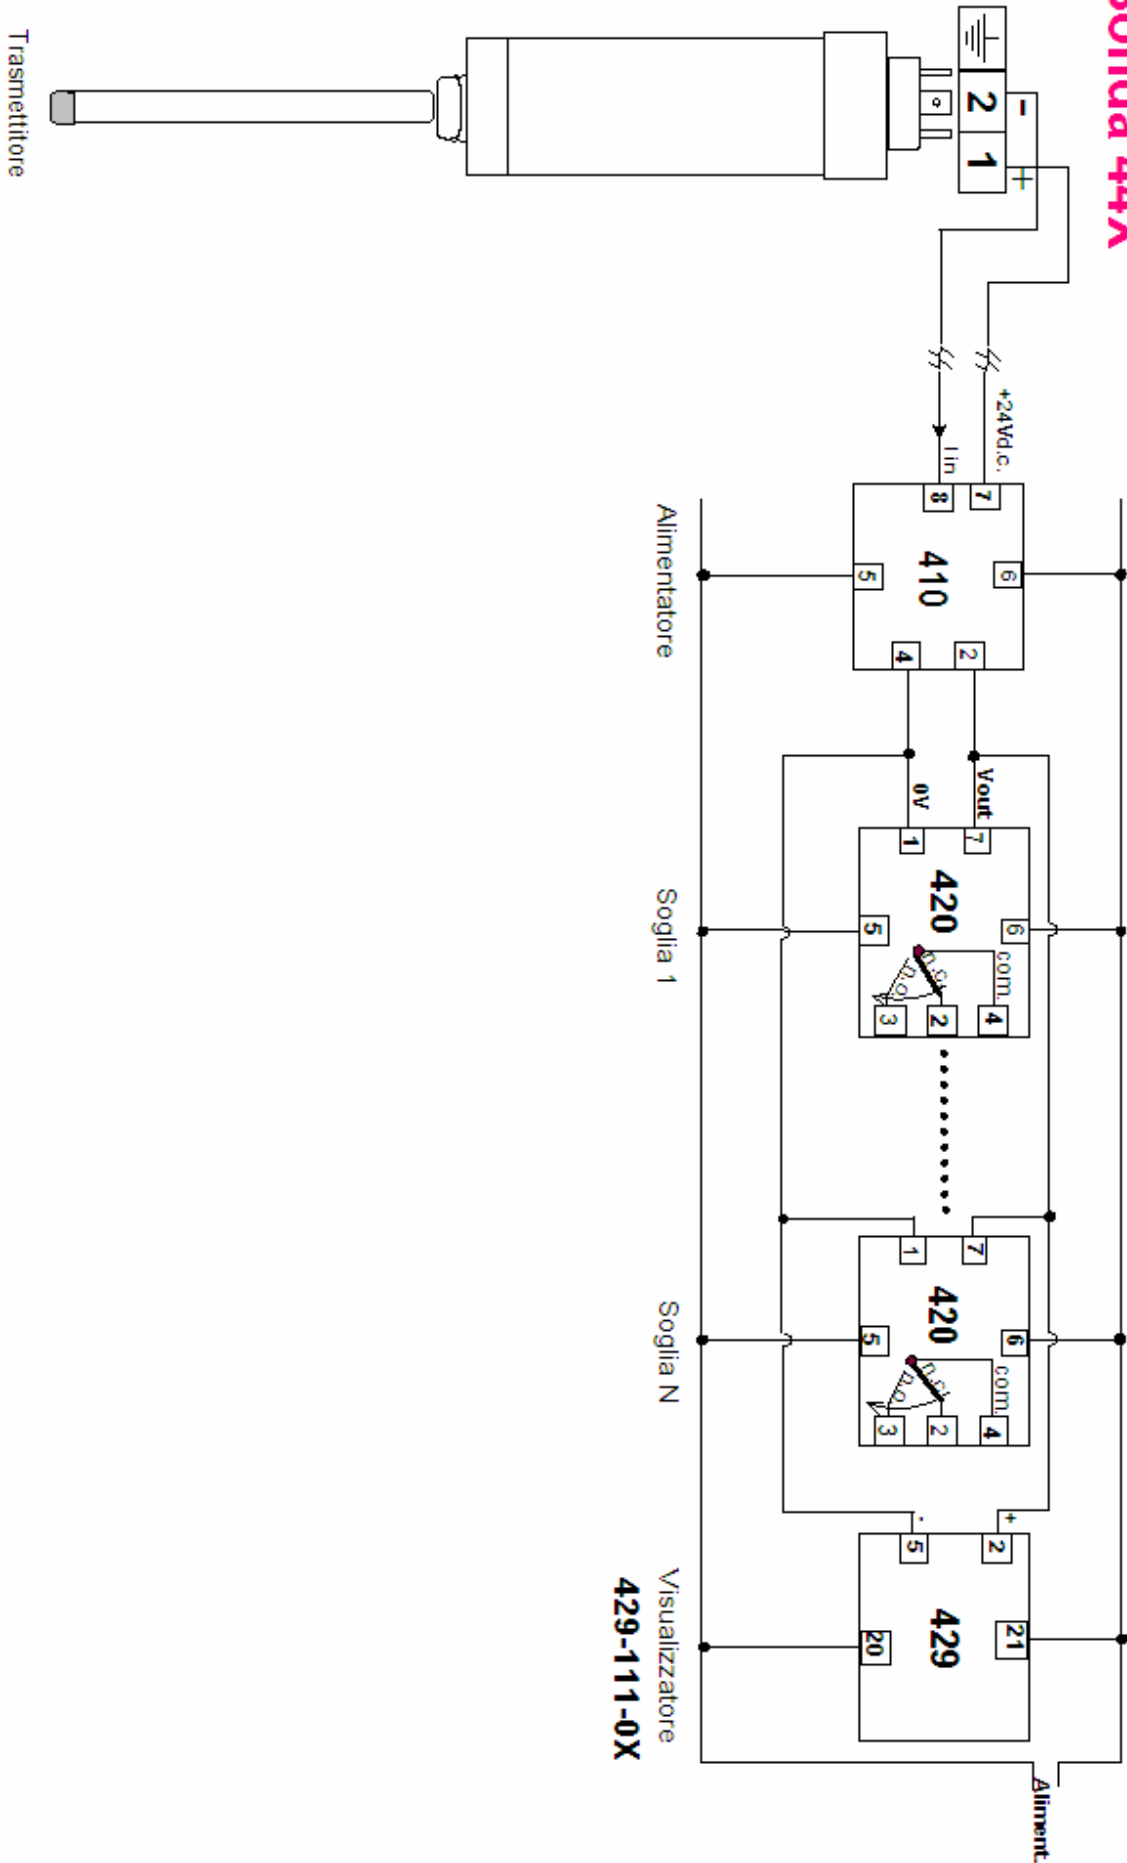 44X
Trasmettitore
2
1
-
+
+24Vd.c.
I in
7
8
410
6
5
4
2
Alimentatore
Vout
0V
7
1
420
6
5
com.
n.c.
n.o.
4
2
3
Soglia 1
7
1
420
6
5
com.
n.c.
n.o.
4
2
3
Soglia N
+
-
2
5
429
21
20
Visualizzatore
429-111-0X
Aliment.